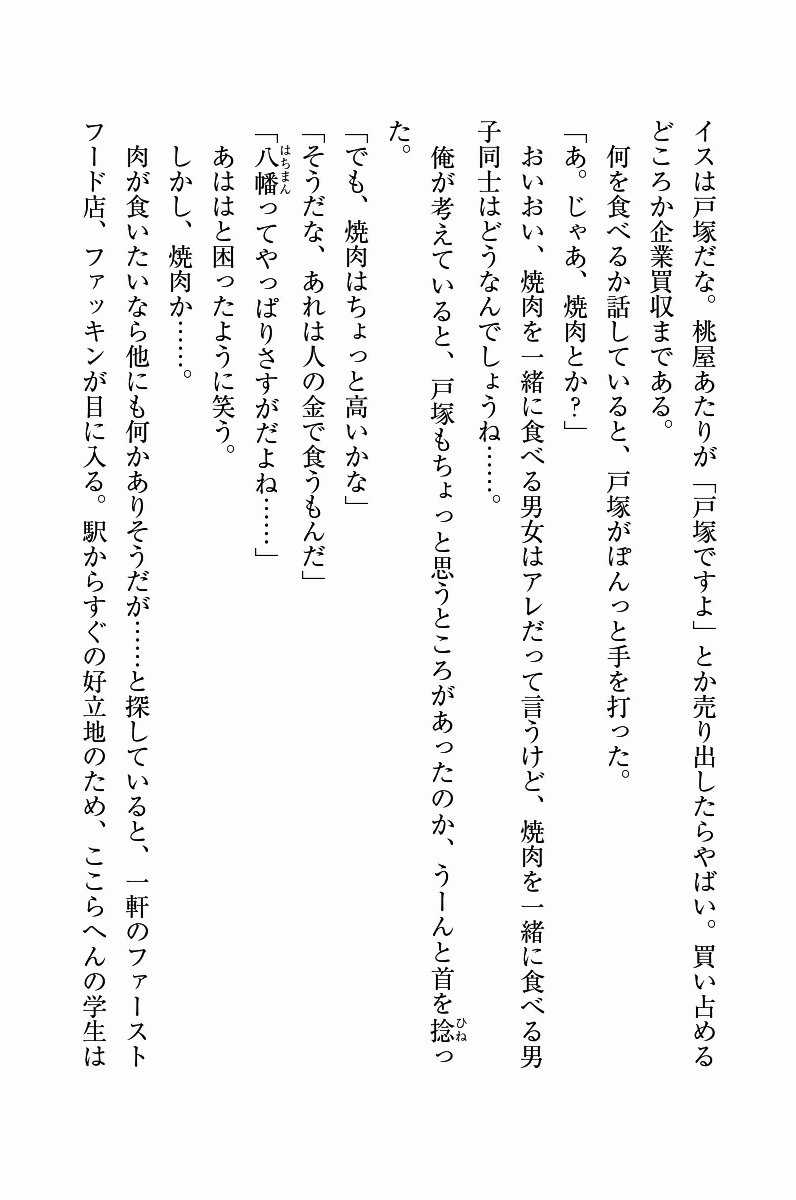 イスは戸塚だな。桃屋あたりが「戸塚ですよ」とか売り出したらやばい。買い占める
どころか企業買収まである。
何を食べるか話していると、戸塚がぽんっと手を打った。
「あ。じゃあ、焼肉とか？」
おいおい、焼肉を一緒に食べる男女はアレだって言うけど、焼肉を一緒に食べる男
子同士はどうなんでしょうね……。
俺が考えていると、戸塚もちょっと思うところがあったのか、うーんと首を捻っ
た。
「でも、焼肉はちょっと高いかな」
「そうだな、あれは人の金で食うもんだ」
「八幡ってやっぱりさすがだよね……」
あははと困ったように笑う。
しかし、焼肉か……。
肉が食いたいなら他にも何かありそうだが……と探していると、一軒のファースト
フード店、ファッキンが目に入る。駅からすぐの好立地のため、ここらへんの学生は